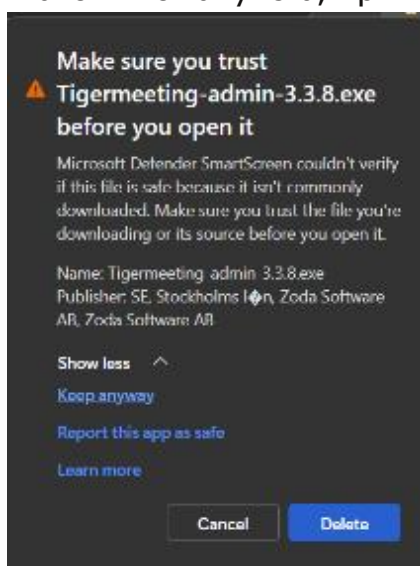 Make sure you trust
Tigermeeting-admin-3.3.8.exe
before you open it
Microsoft Defender SmartScreen couldn't verify
if this file is safe because it isn't commonly
downloaded. Make sure you trust the file you're
downloading or its source before you open it.
Name: Tigermeeting-admin-3.3.8.exe
Publisher: SE, Stockholms l�n, Zoda Software
AB, Zoda Software AB
Show less
Keep anyway
Report this app as safe
Learn more
Cancel
Delete